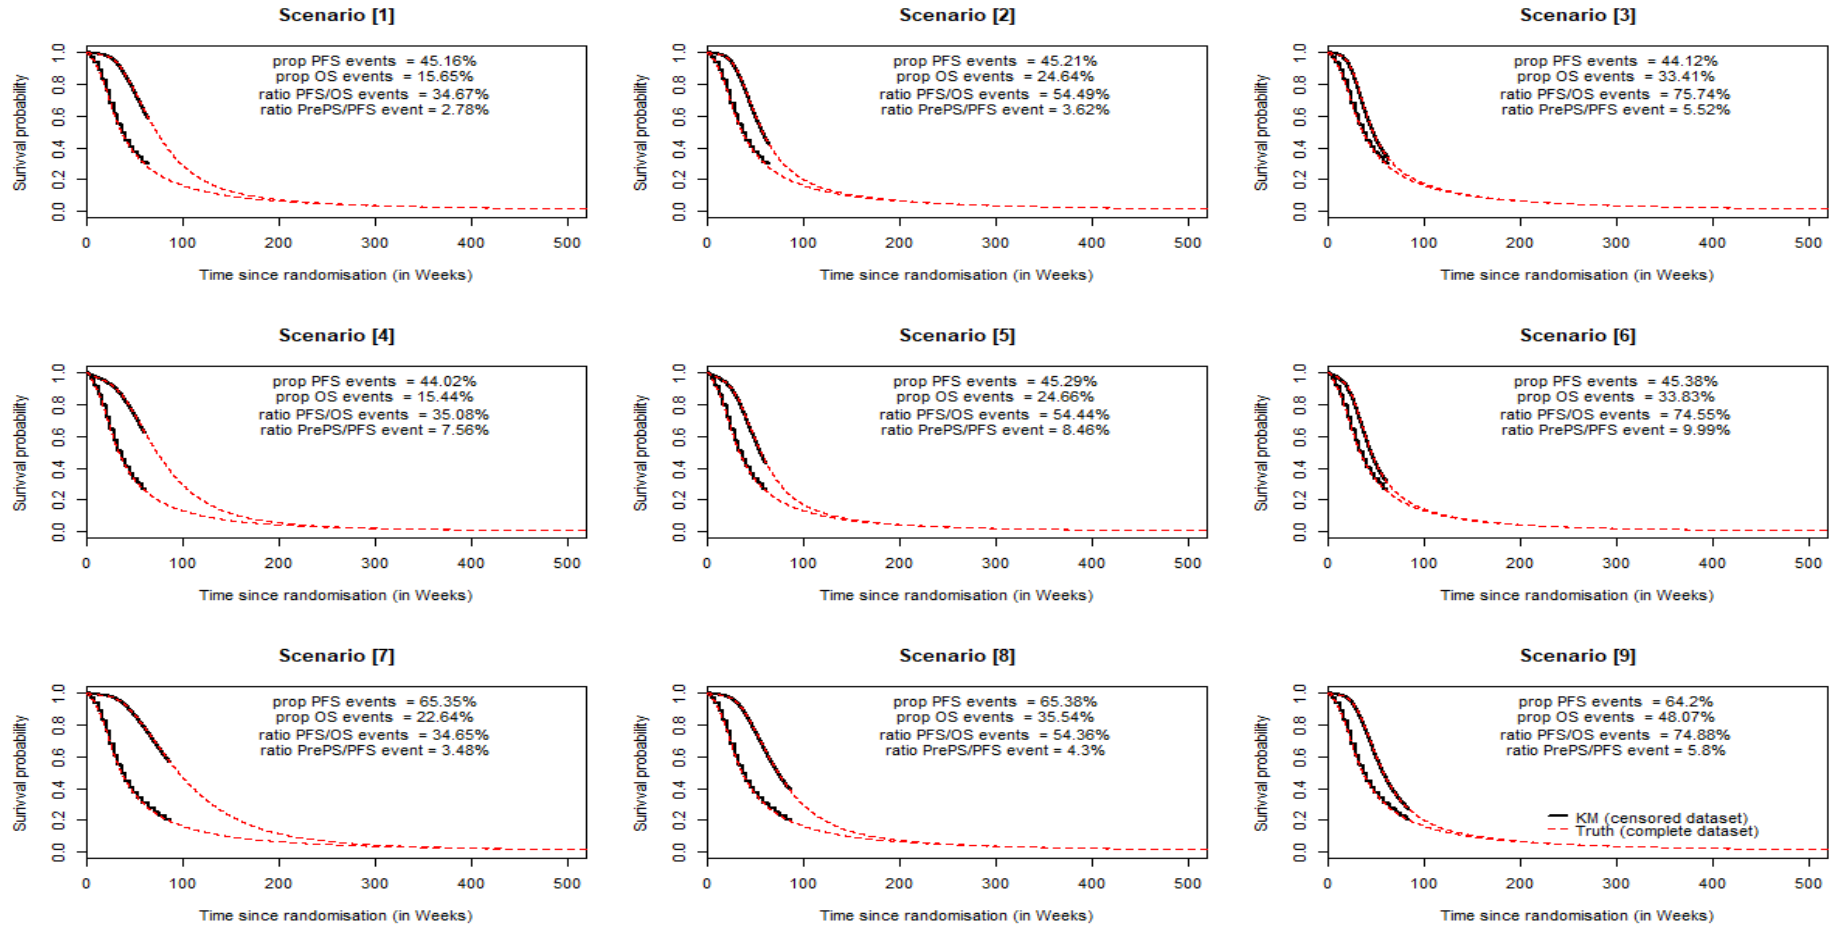 Scenario [1]
Surivval probability
1.0
0.8
0.6
0.4
0.2
0.0
prop PFS events = 45.16%
prop OS events = 15.65%
ratio PFS/OS events = 34.67%
ratio PrePS/PFS event = 2.78%
0 100 200 300 400 500
Time since randomisation (in Weeks)
Scenario [2]
Surivval probability
1.0
0.8
0.6
0.4
0.2
0.0
prop PFS events = 45.21%
prop OS events = 24.64%
ratio PFS/OS events = 54.49%
ratio PrePS/PFS event = 3.62%
0 100 200 300 400 500
Time since randomisation (in Weeks)
Scenario [3]
Surivval probability
1.0
0.8
0.6
0.4
0.2
0.0
prop PFS events = 44.12%
prop OS events = 33.41%
ratio PFS/OS events = 75.74%
ratio PrePS/PFS event = 5.52%
0 100 200 300 400 500
Time since randomisation (in Weeks)
Scenario [4]
Surivval probability
1.0
0.8
0.6
0.4
0.2
0.0
prop PFS events = 44.02%
prop OS events = 15.44%
ratio PFS/OS events = 35.08%
ratio PrePS/PFS event = 7.56%
0 100 200 300 400 500
Time since randomisation (in Weeks)
Scenario [5]
Surivval probability
1.0
0.8
0.6
0.4
0.2
0.0
prop PFS events = 45.29%
prop OS events = 24.66%
ratio PFS/OS events = 54.44%
ratio PrePS/PFS event = 8.46%
0 100 200 300 400 500
Time since randomisation (in Weeks)
Scenario [6]
Surivval probability
1.0
0.8
0.6
0.4
0.2
0.0
prop PFS events = 45.38%
prop OS events = 33.83%
ratio PFS/OS events = 74.55%
ratio PrePS/PFS event = 9.99%
0 100 200 300 400 500
Time since randomisation (in Weeks)
Scenario [7]
Surivval probability
1.0
0.8
0.6
0.4
0.2
0.0
prop PFS events = 65.35%
prop OS events = 22.64%
ratio PFS/OS events = 34.65%
ratio PrePS/PFS event = 3.48%
0 100 200 300 400 500
Time since randomisation (in Weeks)
Scenario [8]
Surivval probability
1.0
0.8
0.6
0.4
0.2
0.0
prop PFS events = 65.38%
prop OS events = 35.54%
ratio PFS/OS events = 54.36%
ratio PrePS/PFS event = 4.3%
0 100 200 300 400 500
Time since randomisation (in Weeks)
Scenario [9]
Surivval probability
1.0
0.8
0.6
0.4
0.2
0.0
prop PFS events = 64.2%
prop OS events = 48.07%
ratio PFS/OS events = 74.88%
ratio PrePS/PFS event = 5.8%
KM (censored dataset)
Truth (complete dataset)
0 100 200 300 400 500
Time since randomisation (in Weeks)